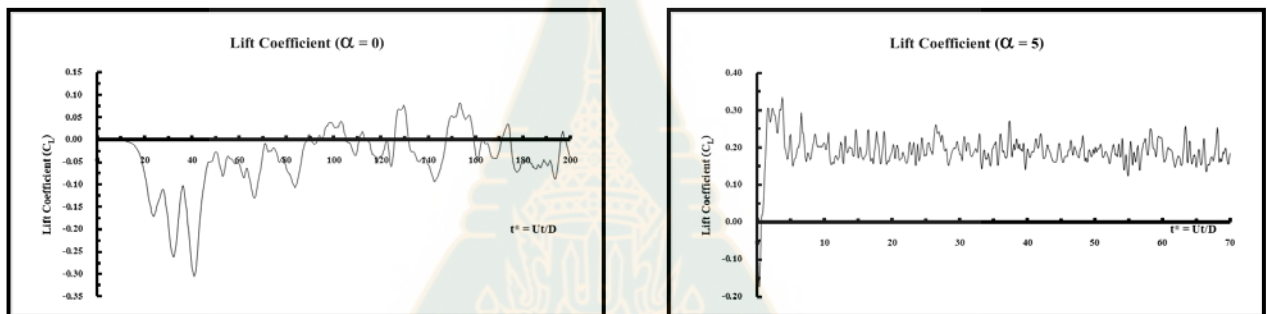 Lift Coefficient (α = 0)
0.15
0.10
0.05
0.00
-0.05
-0.10
-0.15
-0.20
-0.25
-0.30
-0.35
Lift Coefficient (C_L)
20 40 60 80 100 120 140 160 180 200
t* = Ut/D
Lift Coefficient (α = 5)
0.40
0.30
0.20
0.10
0.00
-0.10
-0.20
Lift Coefficient (C_L)
10 20 30 40 50 60 70
t* = Ut/D